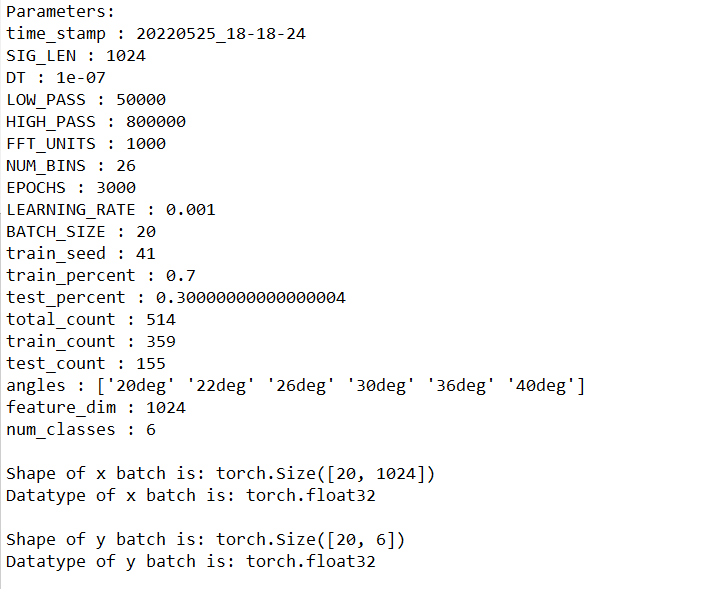 Parameters:
time_stamp : 20220525_18-18-24
SIG_LEN : 1024
DT : 1e-07
LOW_PASS : 50000
HIGH_PASS : 800000
FFT_UNITS : 1000
NUM_BINS : 26
EPOCHS : 3000
LEARNING_RATE : 0.001
BATCH_SIZE : 20
train_seed : 41
train_percent : 0.7
test_percent : 0.30000000000000004
total_count : 514
train_count : 359
test_count : 155
angles : ['20deg' '22deg' '26deg' '30deg' '36deg' '40deg']
feature_dim : 1024
num_classes : 6
Shape of x batch is: torch.Size([20, 1024])
Datatype of x batch is: torch.float32
Shape of y batch is: torch.Size([20, 6])
Datatype of y batch is: torch.float32